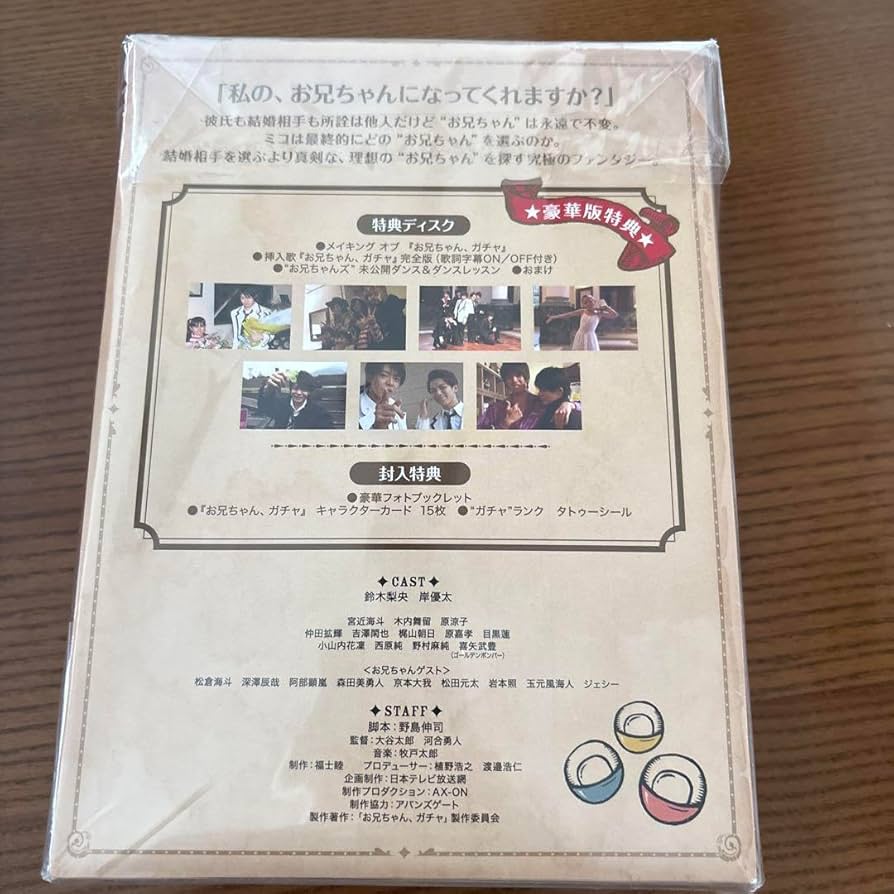 「私の、お兄ちゃんになってくれますか？」
彼氏も結婚相手も所詮は他人だけど“お兄ちゃん”は永遠で不変。
ミコは最終的にどの“お兄ちゃん”を選ぶのか。
結婚相手を選ぶより真剣な、理想の“お兄ちゃん”を探す究極のファンタジー。
★豪華版特典★
特典ディスク
●メイキング オブ 『お兄ちゃん、ガチャ』
●挿入歌『お兄ちゃん、ガチャ』完全版（歌詞字幕ON／OFF付き）
●“お兄ちゃんズ”未公開ダンス＆ダンスレッスン ●おまけ
封入特典
●豪華フォトブックレット
●『お兄ちゃん、ガチャ』 キャラクターカード 15枚 ●“ガチャ”ランク タトゥーシール
✦CAST✦
鈴木梨央 岸優太
宮近海斗 木内舞留 原涼子
仲田拡輝 吉澤閑也 梶山朝日 原嘉孝 目黒蓮
小山内花凜 西原純 野村麻純 喜矢武豊
（ゴールデンボンバー）
＜お兄ちゃんゲスト＞
松倉海斗 深澤辰哉 阿部顕嵐 森田美勇人 京本大我 松田元太 岩本照 玉元風海人 ジェシー
✦STAFF✦
脚本：野島伸司
監督：大谷太郎 河合勇人
音楽：牧戸太郎
制作：福士睦 プロデューサー：植野浩之 渡邉浩仁
企画制作：日本テレビ放送網
制作プロダクション：AX-ON
制作協力：アバンズゲート
製作著作：「お兄ちゃん、ガチャ」製作委員会